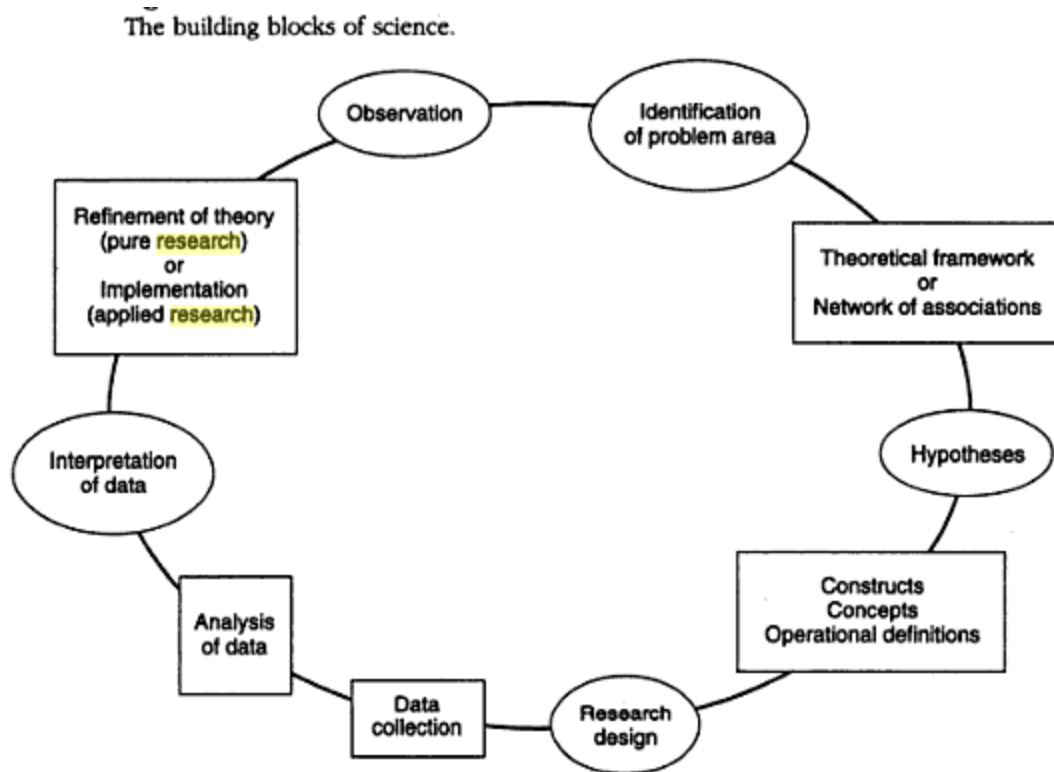 The building blocks of science.
Observation
Identification
of problem area
Refinement of theory
(pure research)
or
Implementation
(applied research)
Theoretical framework
or
Network of associations
Hypotheses
Interpretation
of data
Constructs
Concepts
Operational definitions
Analysis
of data
Data
collection
Research
design